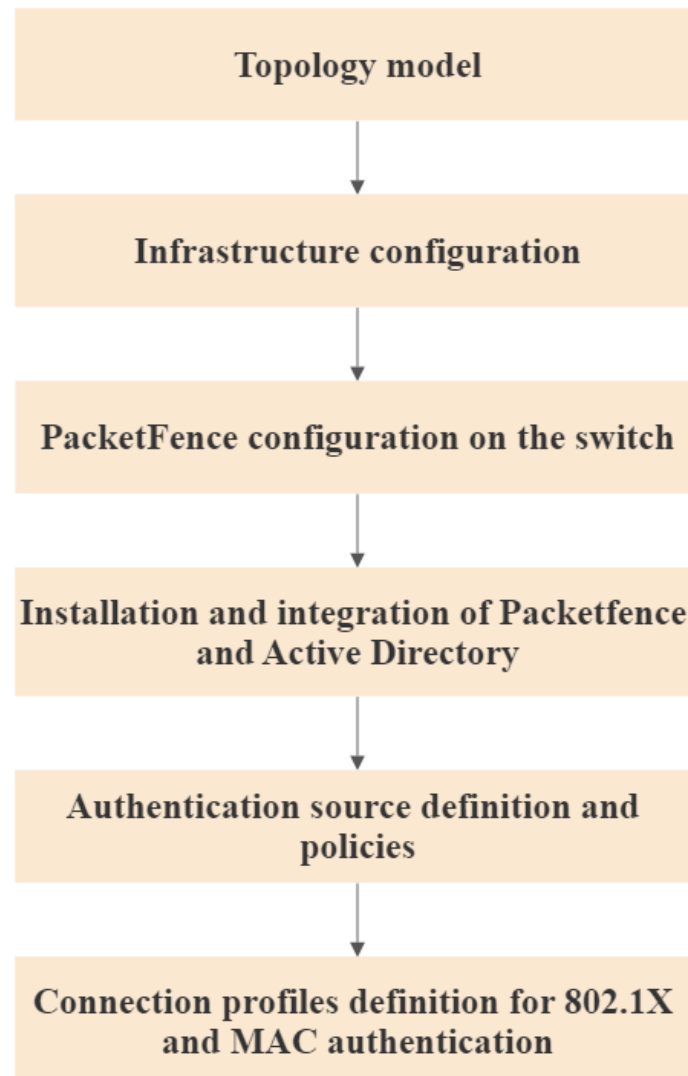 Topology model
Infrastructure configuration
PacketFence configuration on the switch
Installation and integration of Packetfence
and Active Directory
Authentication source definition and
policies
Connection profiles definition for 802.1X
and MAC authentication